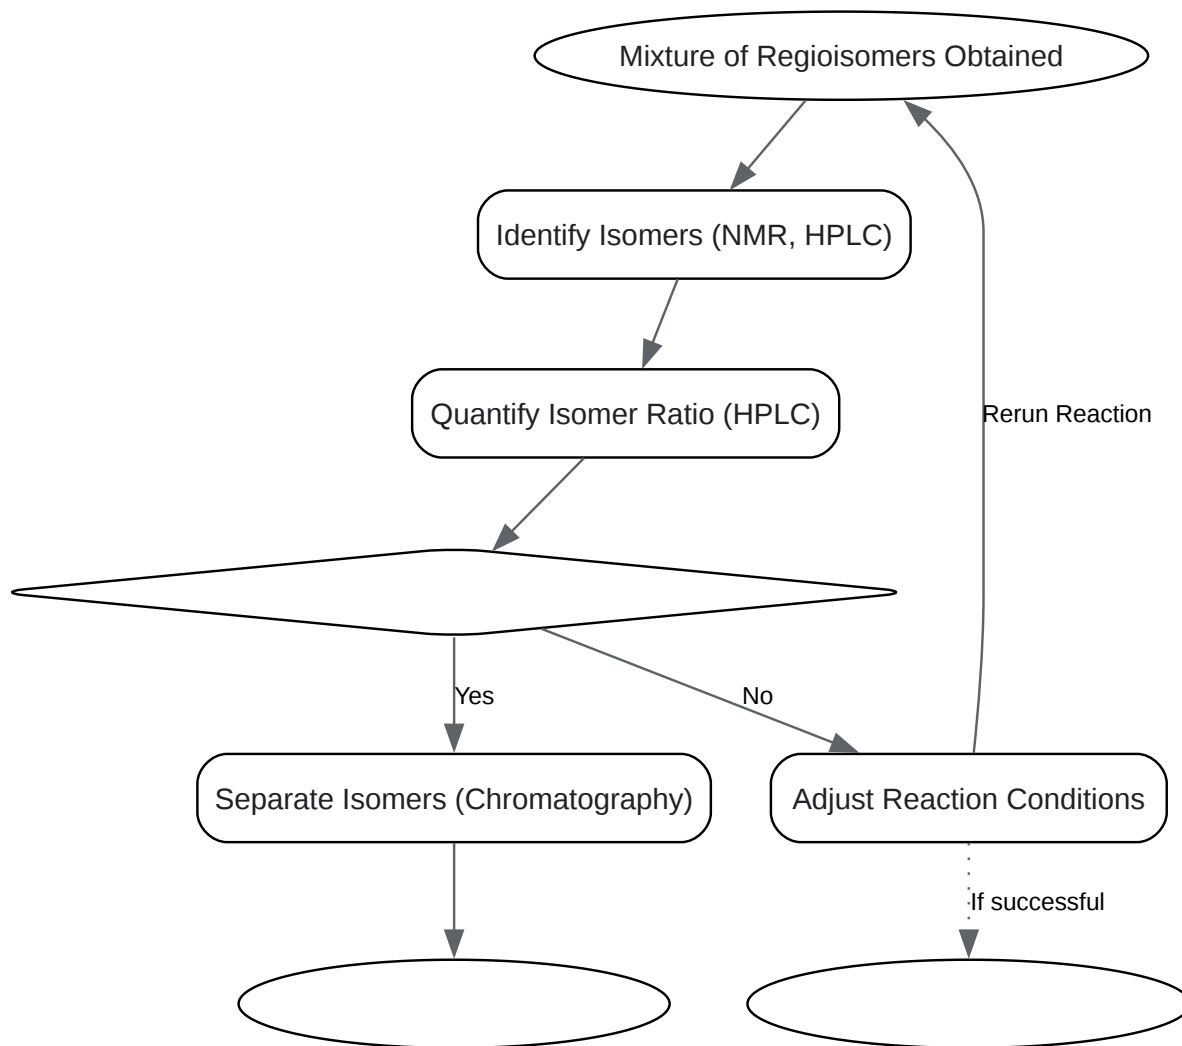 Mixture of Regioisomers Obtained
Identify Isomers (NMR, HPLC)
Quantify Isomer Ratio (HPLC)
Rerun Reaction
Yes
No
Separate Isomers (Chromatography)
Adjust Reaction Conditions
If successful